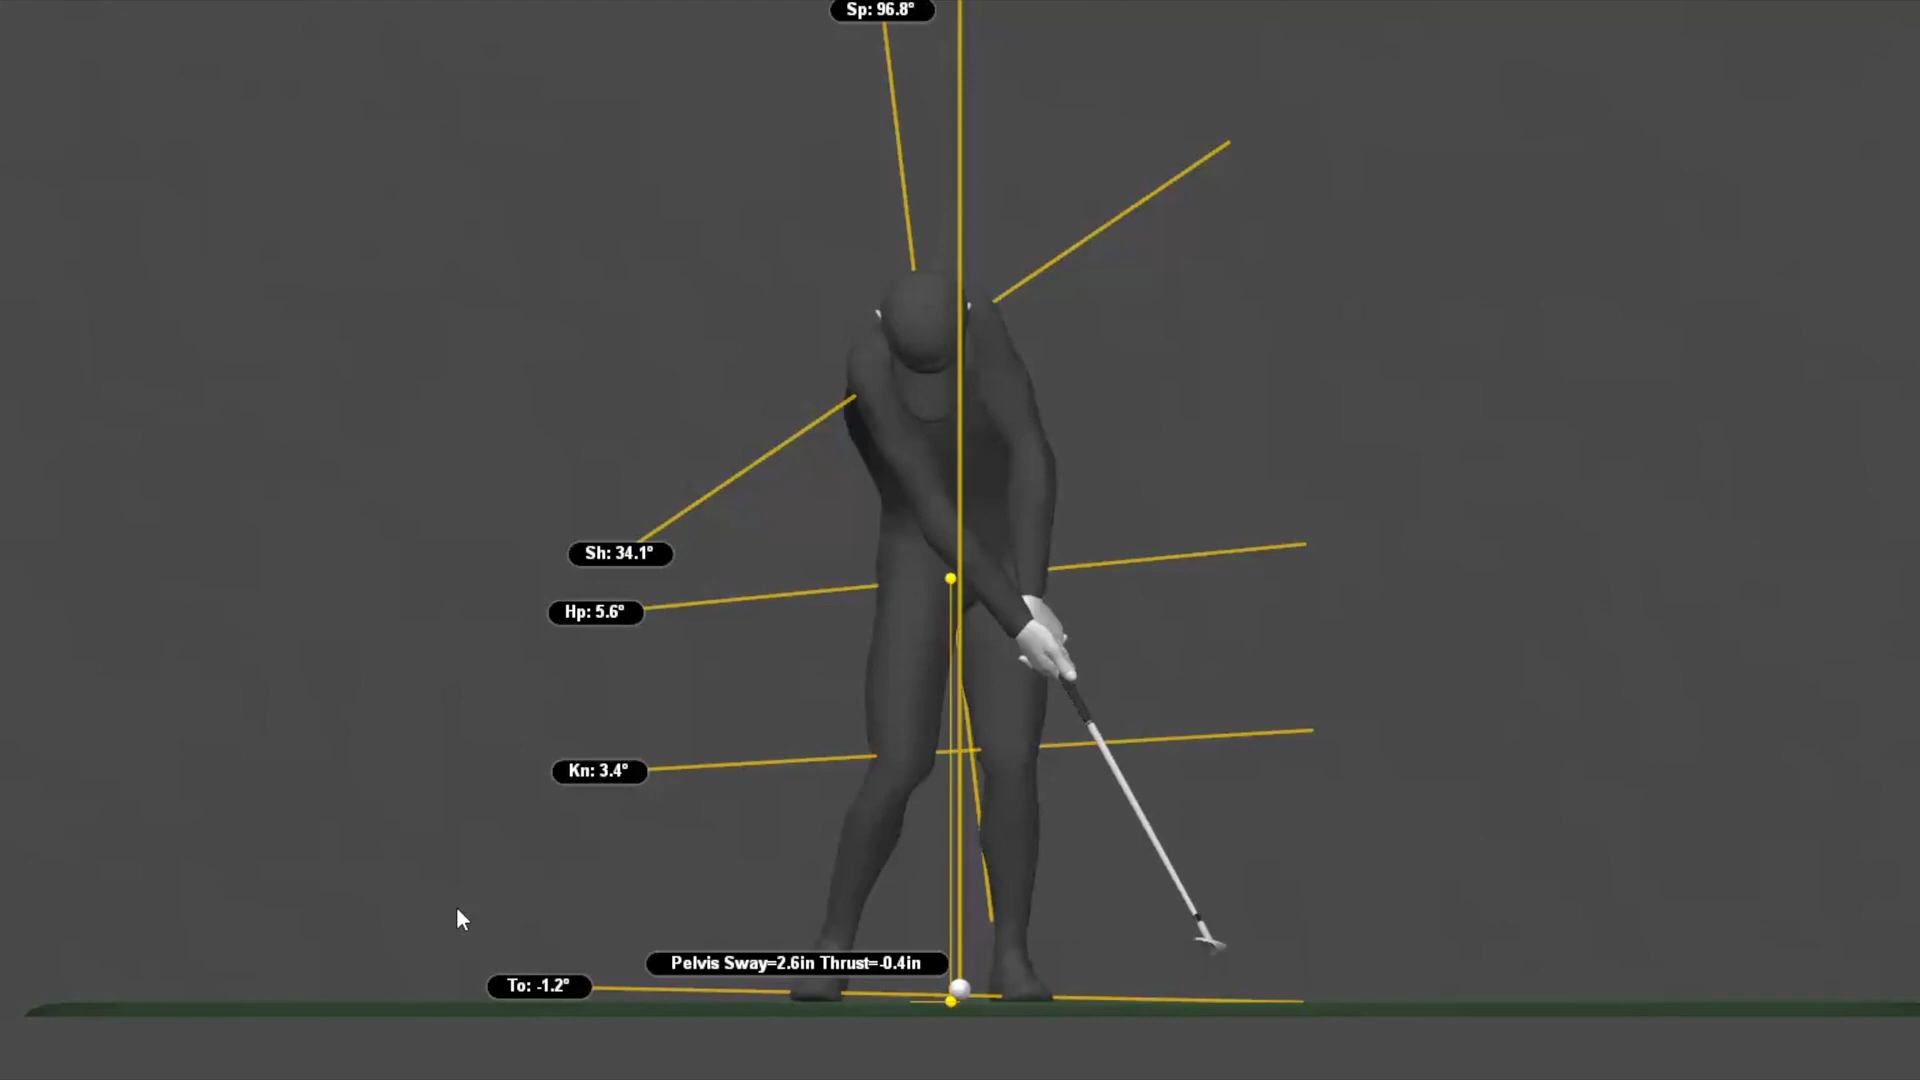 Sp: 96.8°
Sh: 34.1°
Hp: 5.6°
Kn: 3.4°
Pelvis Sway=2.6in Thrust=-0.4in
To: -1.2°